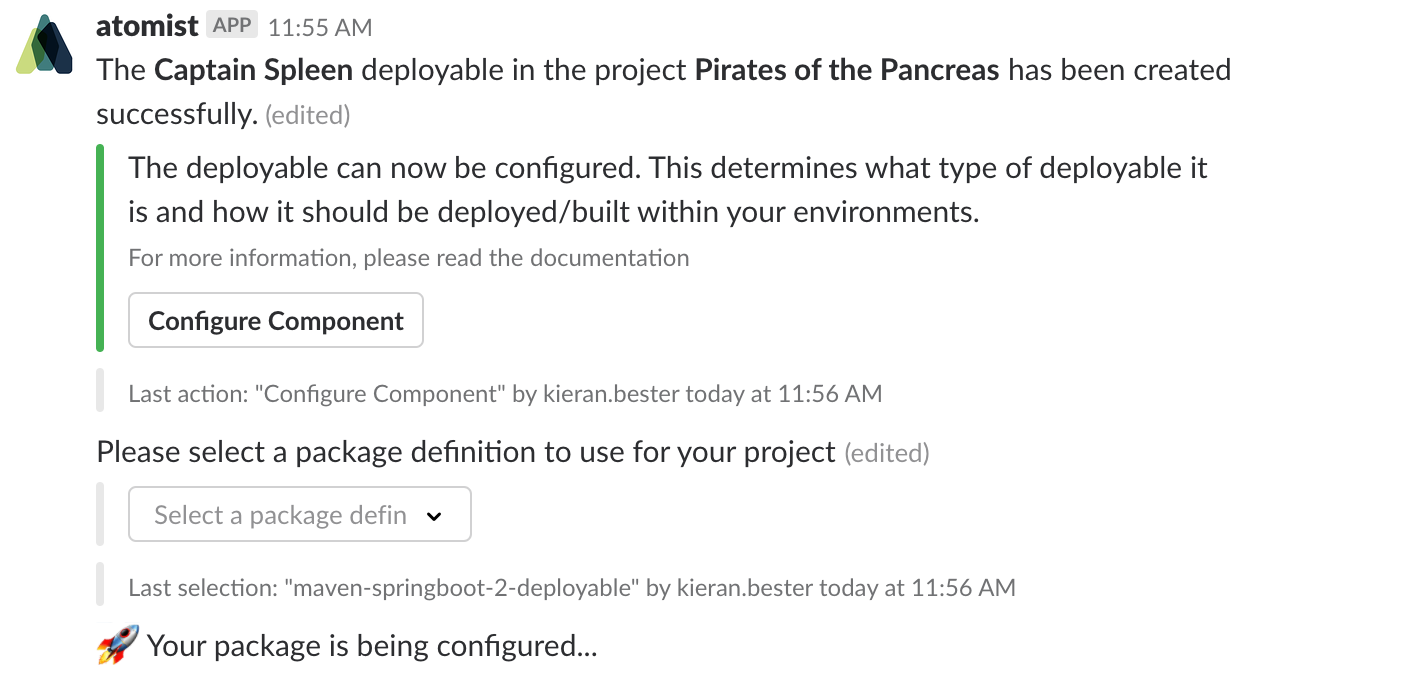 atomist APP 11:55 AM
The Captain Spleen deployable in the project Pirates of the Pancreas has been created
successfully. (edited)
The deployable can now be configured. This determines what type of deployable it
is and how it should be deployed/built within your environments.
For more information, please read the documentation
Configure Component
Last action: "Configure Component" by kieran.bester today at 11:56 AM
Please select a package definition to use for your project (edited)
Select a package defin
Last selection: "maven-springboot-2-deployable" by kieran.bester today at 11:56 AM
🚀 Your package is being configured...